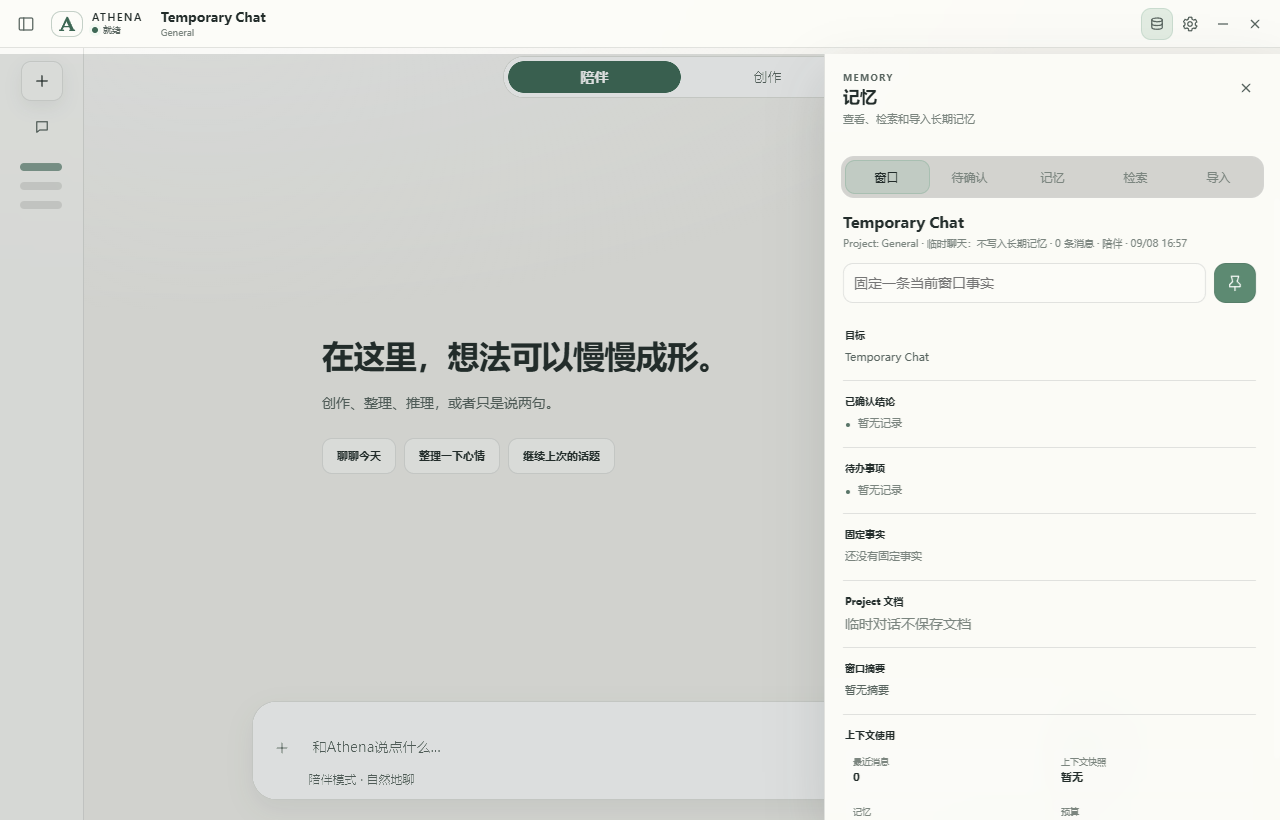 A
ATHENA
就绪
Temporary Chat
General
陪伴
创作
在这里，想法可以慢慢成形。
创作、整理、推理，或者只是说两句。
聊聊今天
整理一下心情
继续上次的话题
和Athena说点什么...
陪伴模式 · 自然地聊
MEMORY
记忆
查看、检索和导入长期记忆
窗口
待确认
记忆
检索
导入
Temporary Chat
Project: General · 临时聊天：不写入长期记忆 · 0 条消息 · 陪伴 · 09/08 16:57
固定一条当前窗口事实
目标
Temporary Chat
已确认结论
暂无记录
待办事项
暂无记录
固定事实
还没有固定事实
Project 文档
临时对话不保存文档
窗口摘要
暂无摘要
上下文使用
最近消息
0
上下文快照
暂无
记忆
预算